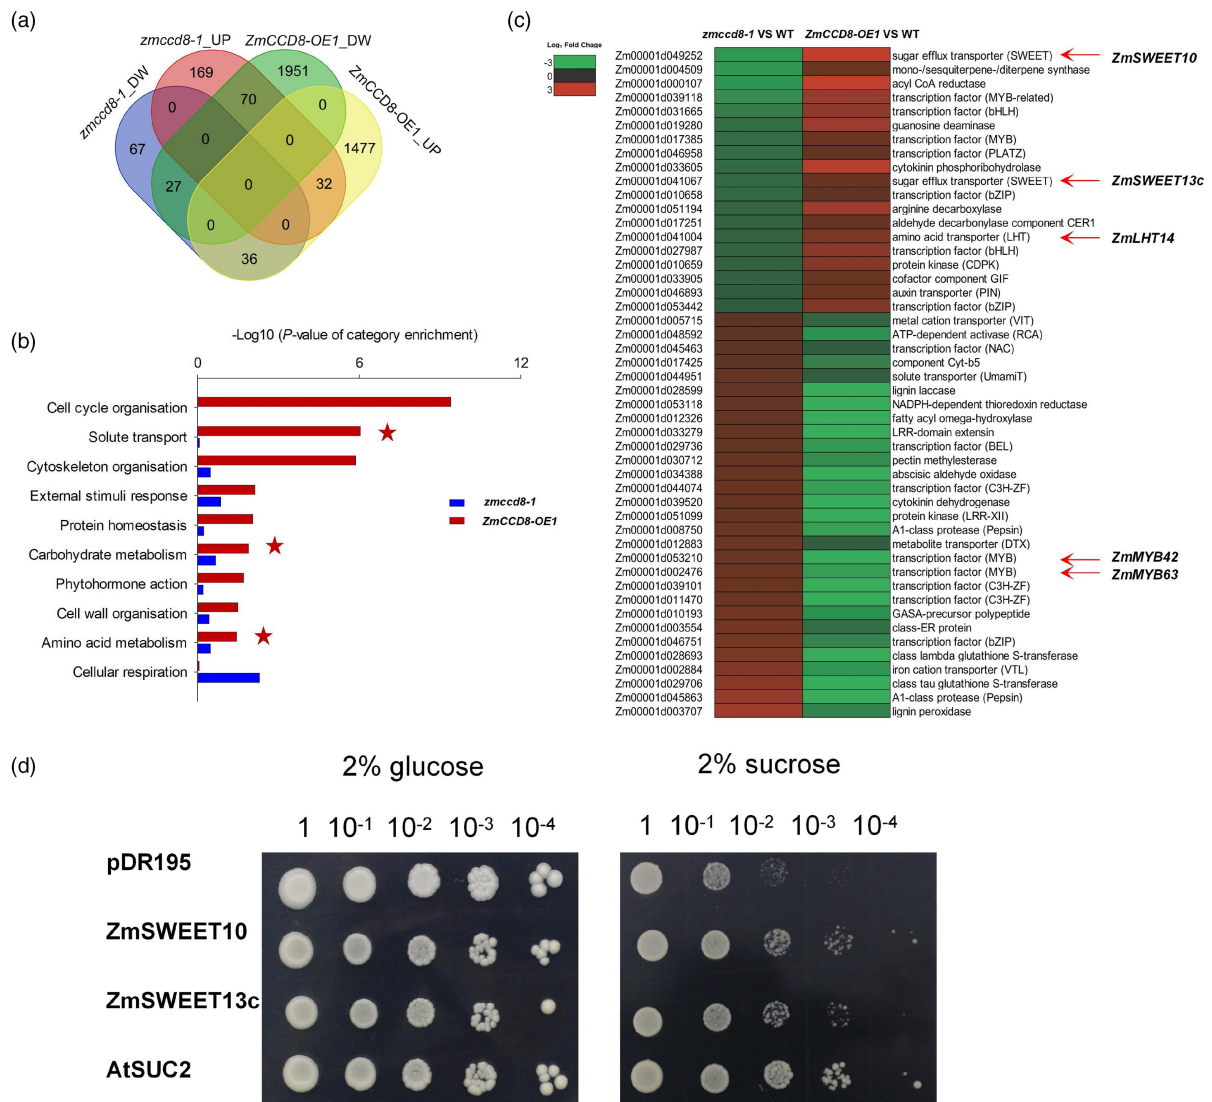 (a)
zmccd8-1_DW
zmccd8-1_UP
ZmCCD8-OE1_DW
ZmCCD8-OE1_UP
169
1951
0
70
0
67
0
0
1477
27
0
32
0
0
36
(b)
-Log10 (P-value of category enrichment)
0 6 12
Cell cycle organisation
Solute transport
Cytoskeleton organisation
External stimuli response
Protein homeostasis
Carbohydrate metabolism
Phytohormone action
Cell wall organisation
Amino acid metabolism
Cellular respiration
zmccd8-1
ZmCCD8-OE1
(c)
zmccd8-1 VS WT ZmCCD8-OE1 VS WT
Log2 Fold Chage
-3
0
3
Zm00001d049252 sugar efflux transporter (SWEET) ZmSWEET10
Zm00001d004509 mono-/sesquiterpene-/diterpene synthase
Zm00001d000107 acyl CoA reductase
Zm00001d039118 transcription factor (MYB-related)
Zm00001d031665 transcription factor (bHLH)
Zm00001d019280 guanosine deaminase
Zm00001d017385 transcription factor (MYB)
Zm00001d046958 transcription factor (PLATZ)
Zm00001d033605 cytokinin phosphoribohydrolase
Zm00001d041067 sugar efflux transporter (SWEET) ZmSWEET13c
Zm00001d010658 transcription factor (bZIP)
Zm00001d051194 arginine decarboxylase
Zm00001d017251 aldehyde decarbonylase component CER1
Zm00001d041004 amino acid transporter (LHT) ZmLHT14
Zm00001d027987 transcription factor (bHLH)
Zm00001d010659 protein kinase (CDPK)
Zm00001d033905 cofactor component GIF
Zm00001d046893 auxin transporter (PIN)
Zm00001d053442 transcription factor (bZIP)
Zm00001d005715 metal cation transporter (VIT)
Zm00001d048592 ATP-dependent activase (RCA)
Zm00001d045463 transcription factor (NAC)
Zm00001d017425 component Cyt-b5
Zm00001d044951 solute transporter (UmamiT)
Zm00001d028599 lignin laccase
Zm00001d053118 NADPH-dependent thioredoxin reductase
Zm00001d012326 fatty acyl omega-hydroxylase
Zm00001d033279 LRR-domain extensin
Zm00001d029736 transcription factor (BEL)
Zm00001d030712 pectin methylesterase
Zm00001d034388 abscisic aldehyde oxidase
Zm00001d044074 transcription factor (C3H-ZF)
Zm00001d039520 cytokinin dehydrogenase
Zm00001d051099 protein kinase (LRR-XII)
Zm00001d008750 A1-class protease (Pepsin)
Zm00001d012883 metabolite transporter (DTX)
Zm00001d053210 transcription factor (MYB) ZmMYB42
Zm00001d002476 transcription factor (MYB) ZmMYB63
Zm00001d039101 transcription factor (C3H-ZF)
Zm00001d011470 transcription factor (C3H-ZF)
Zm00001d010193 GASA-precursor polypeptide
Zm00001d003554 class-ER protein
Zm00001d046751 transcription factor (bZIP)
Zm00001d028693 class lambda glutathione S-transferase
Zm00001d002884 iron cation transporter (VTL)
Zm00001d029706 class tau glutathione S-transferase
Zm00001d045863 A1-class protease (Pepsin)
Zm00001d003707 lignin peroxidase
(d)
2% glucose 2% sucrose
1 10-1 10-2 10-3 10-4 1 10-1 10-2 10-3 10-4
pDR195
ZmSWEET10
ZmSWEET13c
AtSUC2